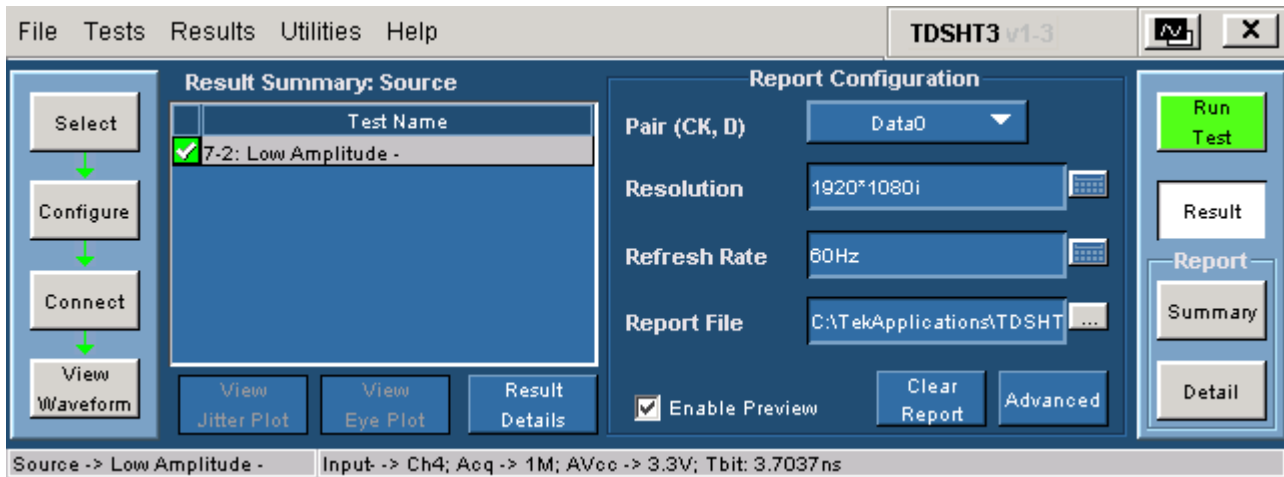 File Tests Results Utilities Help TDSHT3 v1-3
Select
Configure
Connect
View
Waveform
Result Summary: Source
Test Name
7-2: Low Amplitude -
View
Jitter Plot
View
Eye Plot
Result
Details
Report Configuration
Pair (CK, D) Data0
Resolution 1920*1080i
Refresh Rate 60Hz
Report File C:\TekApplications\TDSHT ...
Enable Preview
Clear
Report
Advanced
Run
Test
Result
Report
Summary
Detail
Source -> Low Amplitude - Input- -> Ch4; Acq -> 1M; AVcc -> 3.3V; Tbit: 3.7037ns